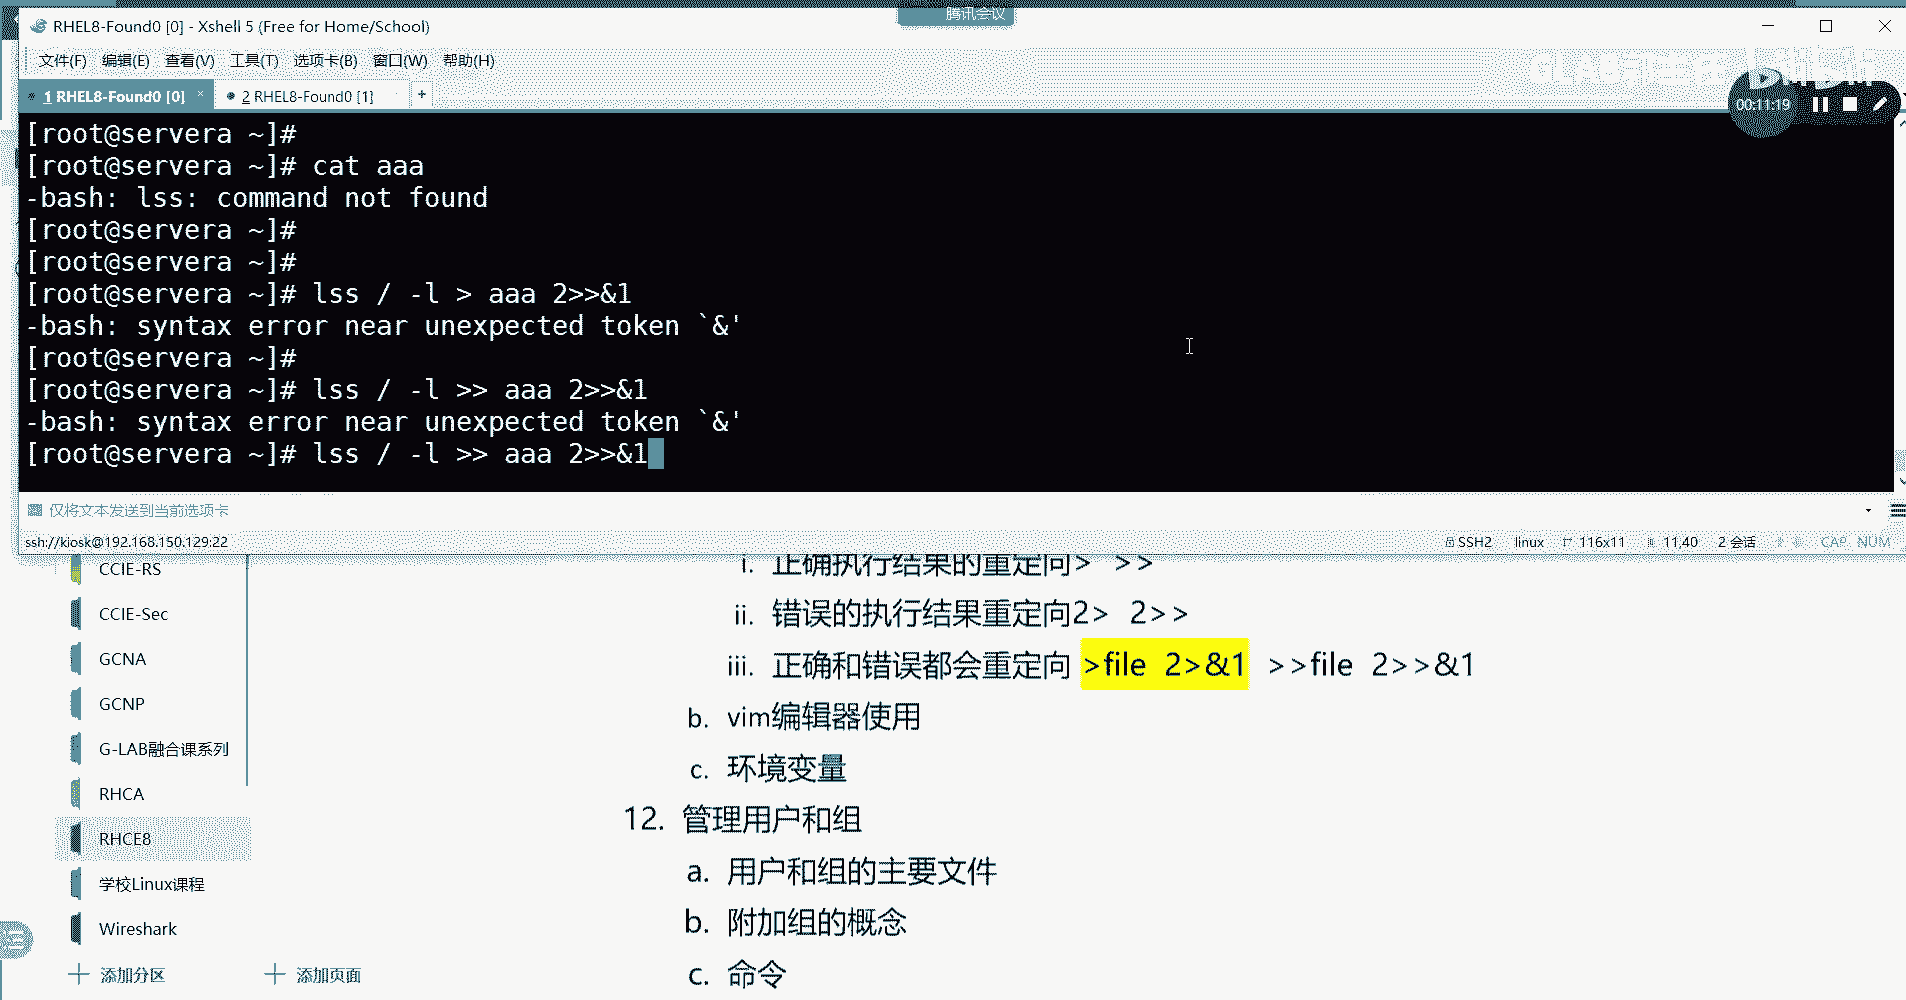 腾讯会议
RHEL8-Found0 [0] - Xshell 5 (Free for Home/School)
文件(F) 编辑(E) 查看(V) 工具(T) 选项卡(B) 窗口(W) 帮助(H)
1 RHEL8-Found0 [0] × 2 RHEL8-Found0 [1] +
00:11:19
[root@servera ~]#
[root@servera ~]# cat aaa
-bash: lss: command not found
[root@servera ~]#
[root@servera ~]#
[root@servera ~]# lss / -l > aaa 2>>&1
-bash: syntax error near unexpected token `&'
[root@servera ~]#
[root@servera ~]# lss / -l >> aaa 2>>&1
-bash: syntax error near unexpected token `&'
[root@servera ~]# lss / -l >> aaa 2>>&1
仅将文本发送到当前选项卡
ssh://kiosk@192.168.150.129:22 SSH2 linux 116x11 11,40 2 会话 CAP NUM
CCIE-RS
CCIE-Sec
GCNA
GCNP
G-LAB融合课系列
RHCA
RHCE8
学校Linux课程
Wireshark
添加分区 添加页面
i. 正确执行结果的重定向> >>
ii. 错误的执行结果重定向2> 2>>
iii. 正确和错误都会重定向 >file 2>&1 >>file 2>>&1
b. vim编辑器使用
c. 环境变量
12. 管理用户和组
a. 用户和组的主要文件
b. 附加组的概念
c. 命令